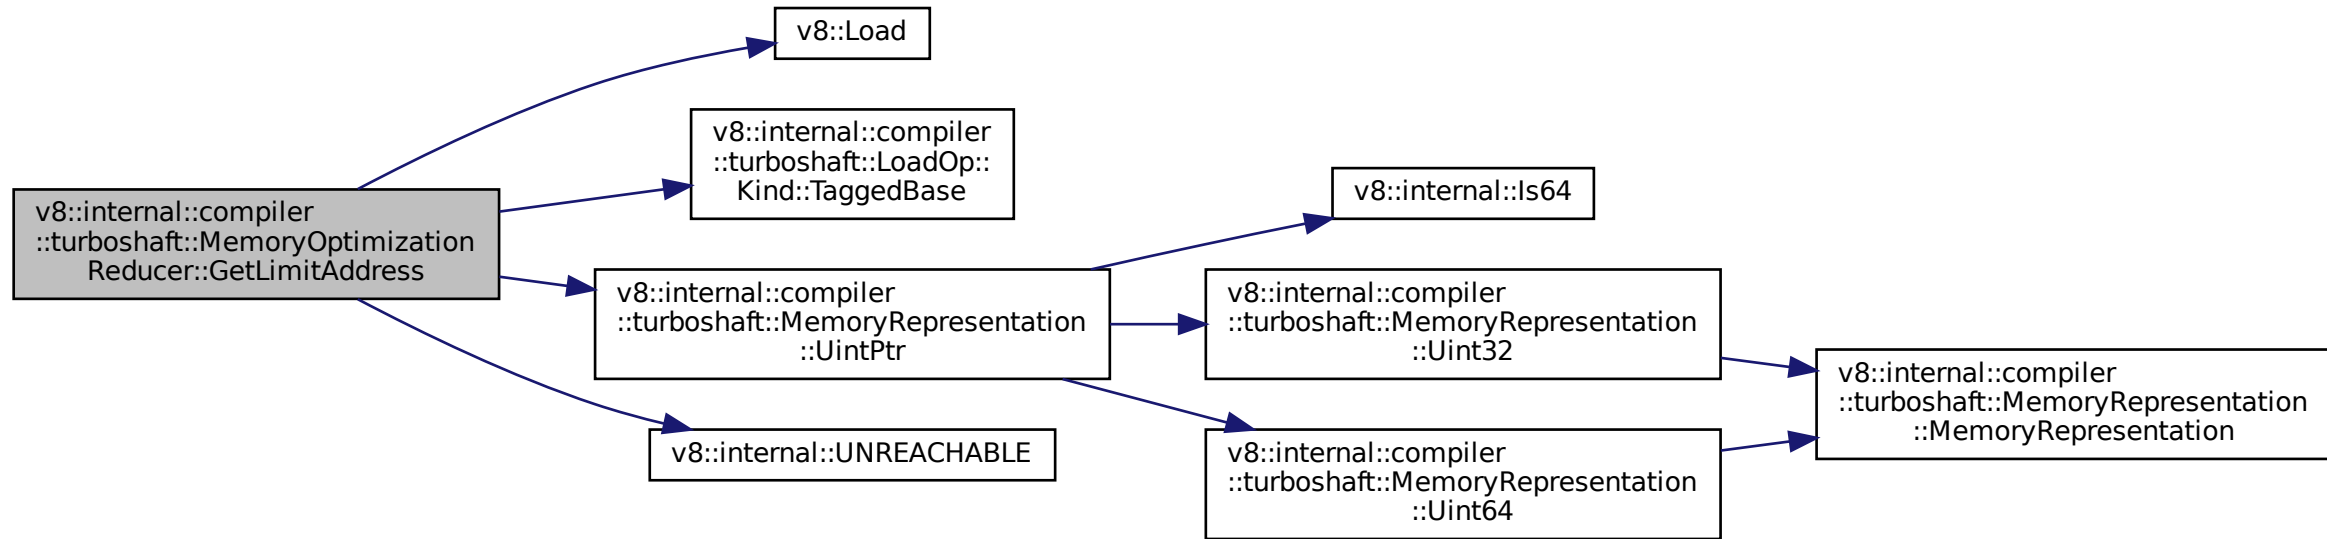 v8::internal::compiler
::turboshaft::MemoryOptimization
Reducer::GetLimitAddress
v8::Load
v8::internal::compiler
::turboshaft::LoadOp::
Kind::TaggedBase
v8::internal::compiler
::turboshaft::MemoryRepresentation
::UintPtr
v8::internal::UNREACHABLE
v8::internal::Is64
v8::internal::compiler
::turboshaft::MemoryRepresentation
::Uint32
v8::internal::compiler
::turboshaft::MemoryRepresentation
::Uint64
v8::internal::compiler
::turboshaft::MemoryRepresentation
::MemoryRepresentation